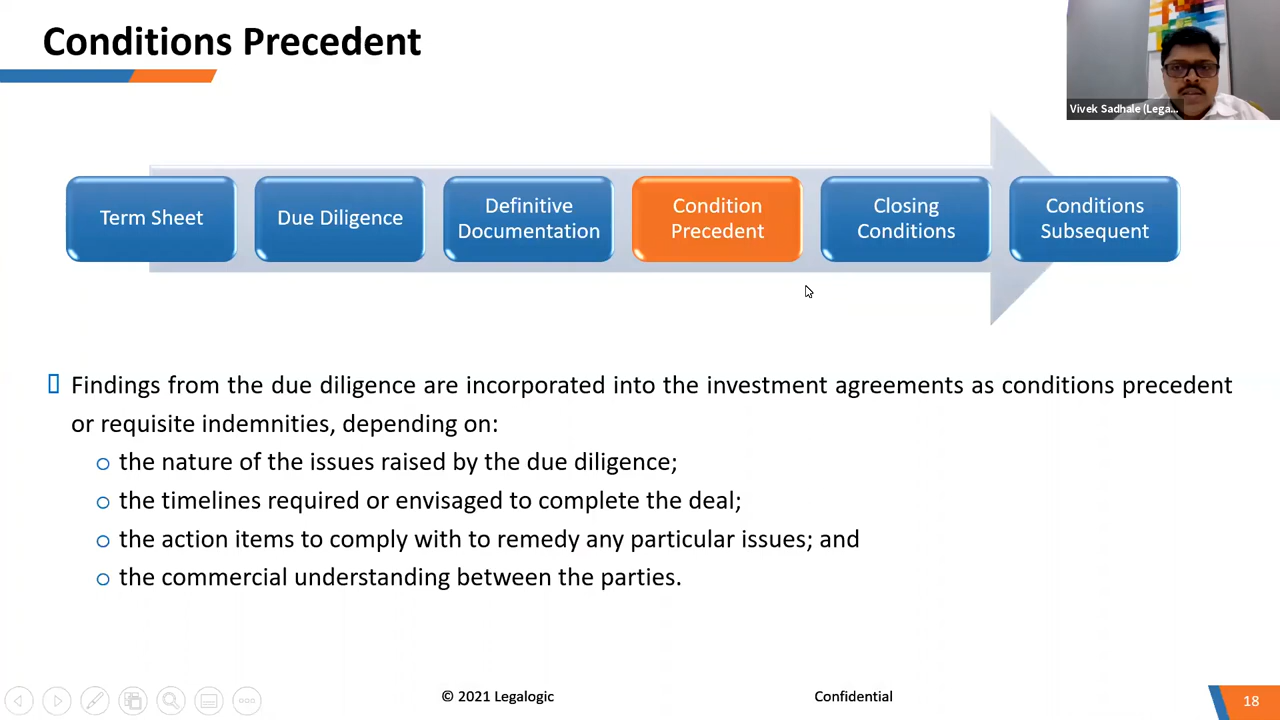 Conditions Precedent
Vivek Sadhale (Lega...
Term Sheet
Due Diligence
Definitive
Documentation
Condition
Precedent
Closing
Conditions
Conditions
Subsequent
Findings from the due diligence are incorporated into the investment agreements as conditions precedent
or requisite indemnities, depending on:
the nature of the issues raised by the due diligence;
the timelines required or envisaged to complete the deal;
the action items to comply with to remedy any particular issues; and
the commercial understanding between the parties.
© 2021 Legalogic
Confidential
18